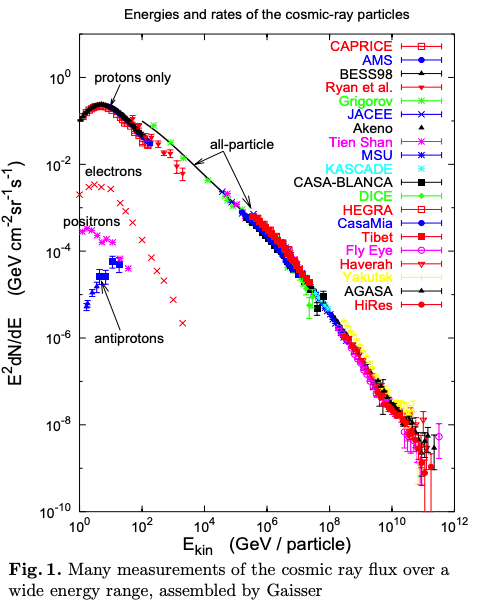 Energies and rates of the cosmic-ray particles
CAPRICE
AMS
BESS98
Ryan et al.
Grigorov
JACEE
Akeno
Tien Shan
MSU
KASCADE
CASA-BLANCA
DICE
HEGRA
CasaMia
Tibet
Fly Eye
Haverah
Yakutsk
AGASA
HiRes
protons only
all-particle
electrons
positrons
antiprotons
E²dN/dE (GeV cm⁻²sr⁻¹s⁻¹)
10⁰
10⁻²
10⁻⁴
10⁻⁶
10⁻⁸
10⁻¹⁰
10⁰ 10² 10⁴ 10⁶ 10⁸ 10¹⁰ 10¹²
E_kin (GeV / particle)
Fig. 1. Many measurements of the cosmic ray flux over a
wide energy range, assembled by Gaisser